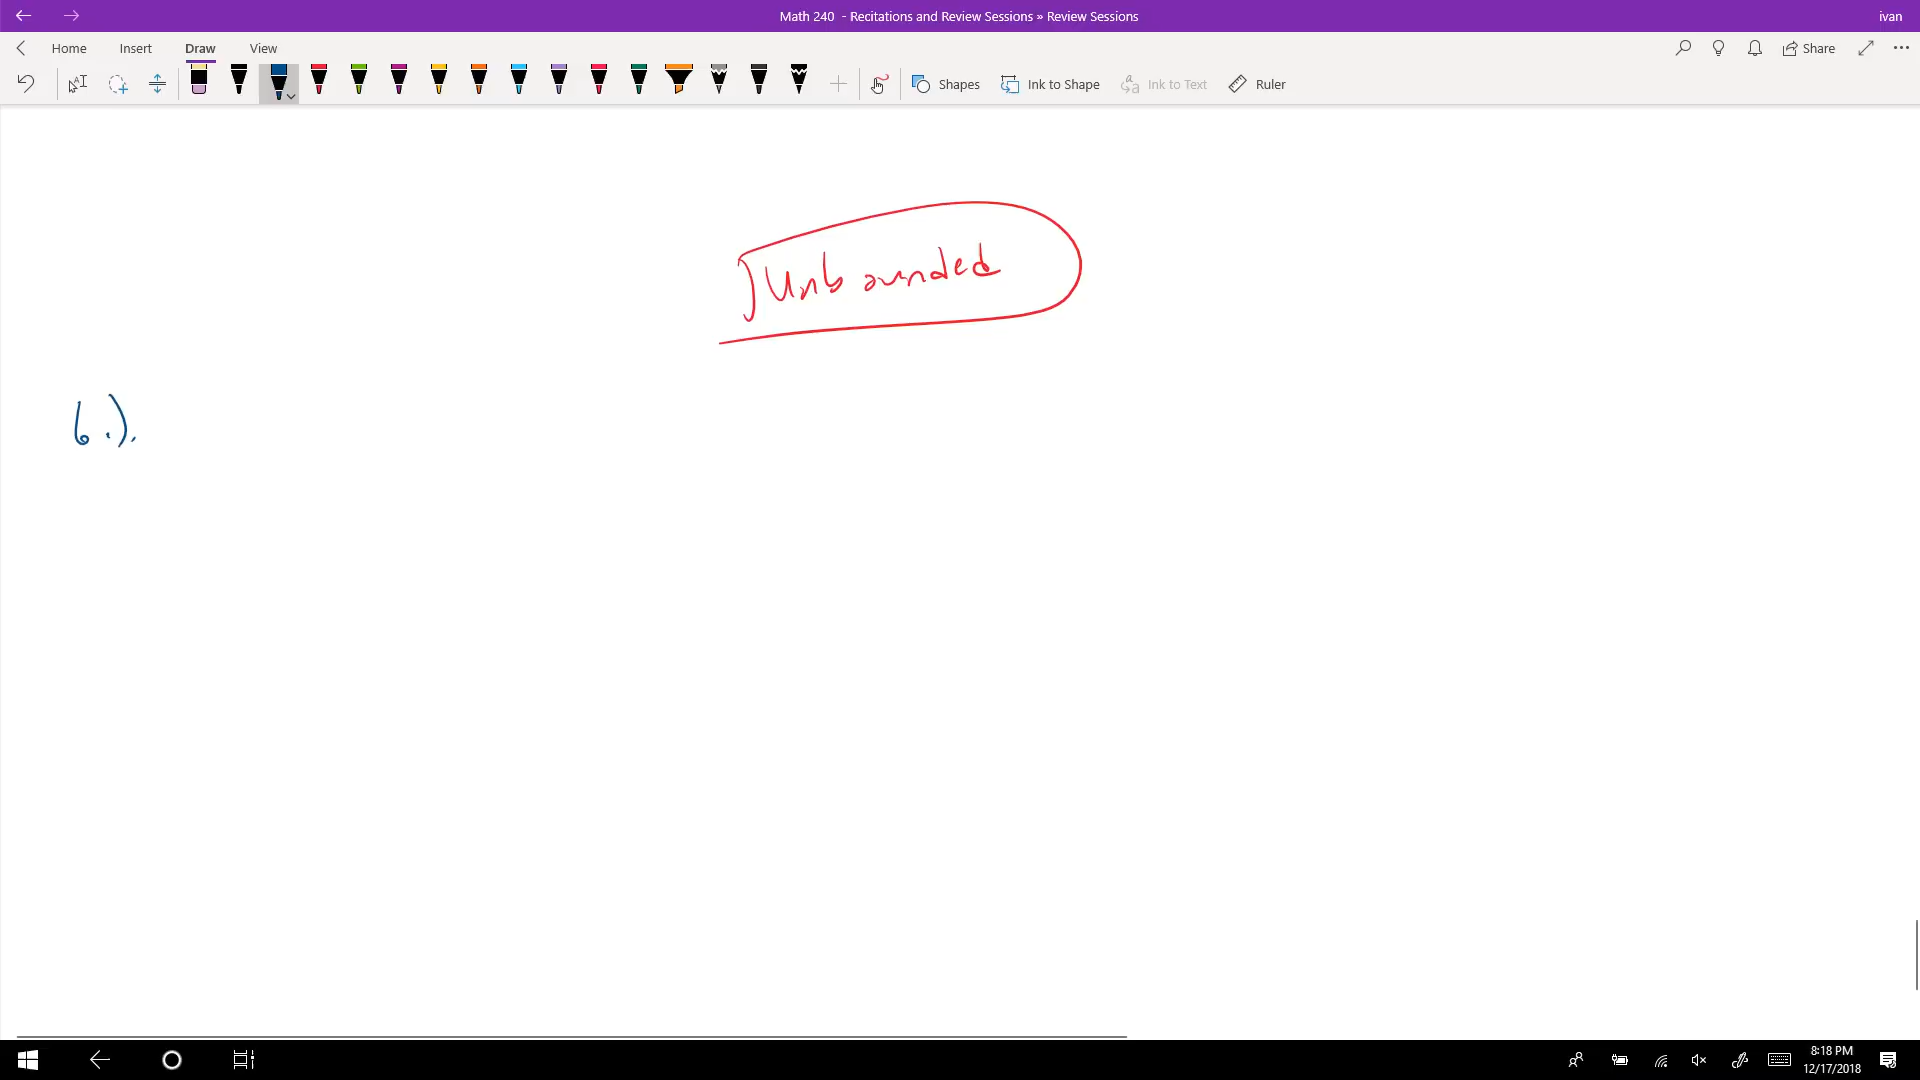 Math 240 - Recitations and Review Sessions » Review Sessions
ivan
Home Insert Draw View
Share
Shapes Ink to Shape Ink to Text Ruler
Unbounded
6.).
8:18 PM
12/17/2018